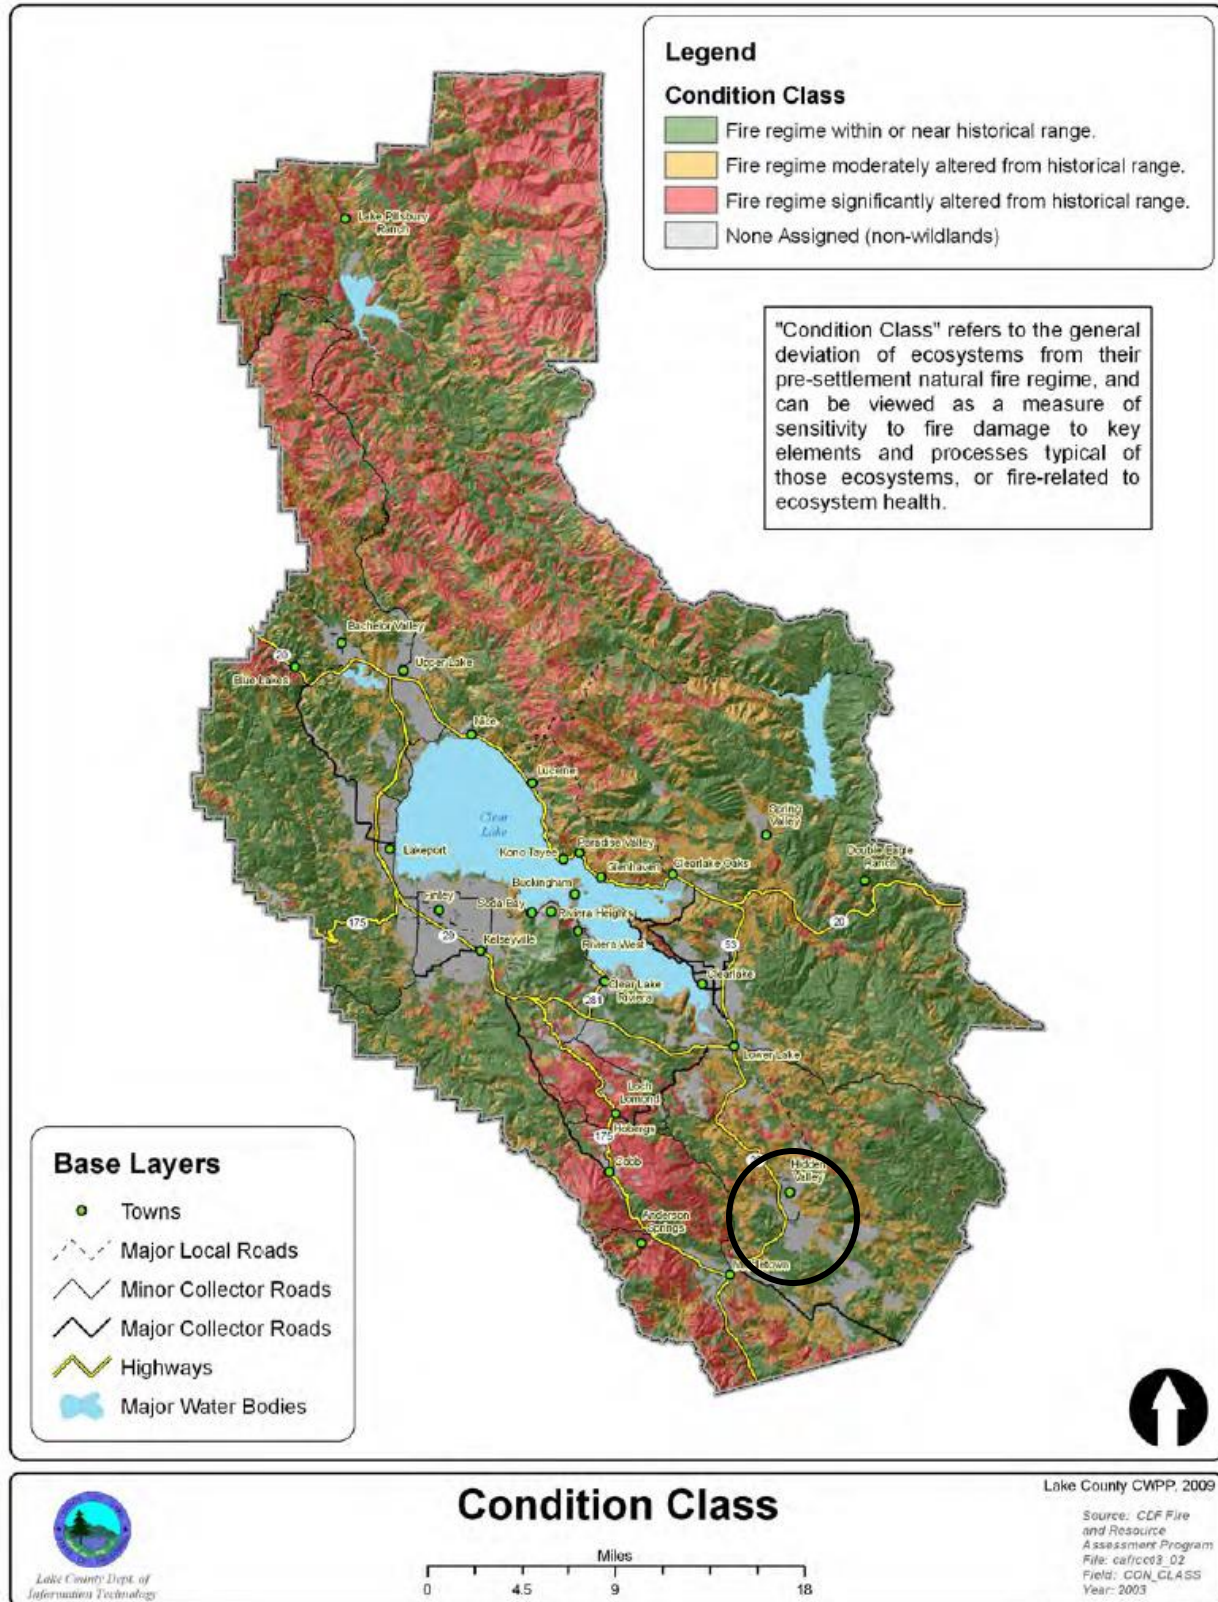 Legend
Condition Class
Fire regime within or near historical range.
Fire regime moderately altered from historical range.
Fire regime significantly altered from historical range.
None Assigned (non-wildlands)
"Condition Class" refers to the general
deviation of ecosystems from their
pre-settlement natural fire regime, and
can be viewed as a measure of
sensitivity to fire damage to key
elements and processes typical of
those ecosystems, or fire-related to
ecosystem health.
Lake Pillsbury
Ranch
Bachelor Valley
20
Blue Lakes
Upper Lake
Nice
Lucerne
Clear
Lake
Spring
Valley
Lakeport
Kono Tayee
Paradise Valley
Glenhaven
Clearlake Oaks
Double Eagle
Ranch
Buckingham
Finley
Soda Bay
Riviera Heights
175
29
20
Kelseyville
Riviera West
53
Clearlake
Clear Lake
Riviera
281
Lower Lake
Loch
Lomond
Hobergs
175
Cobb
Hidden
Valley
Anderson
Springs
Middletown
Base Layers
Towns
Major Local Roads
Minor Collector Roads
Major Collector Roads
Highways
Major Water Bodies
Condition Class
Miles
0 4.5 9 18
Lake County Dept. of
Information Technology
Lake County CWPP, 2009
Source: CDF Fire
and Resource
Assessment Program
File: cafrcc03_02
Field: CON_CLASS
Year: 2003